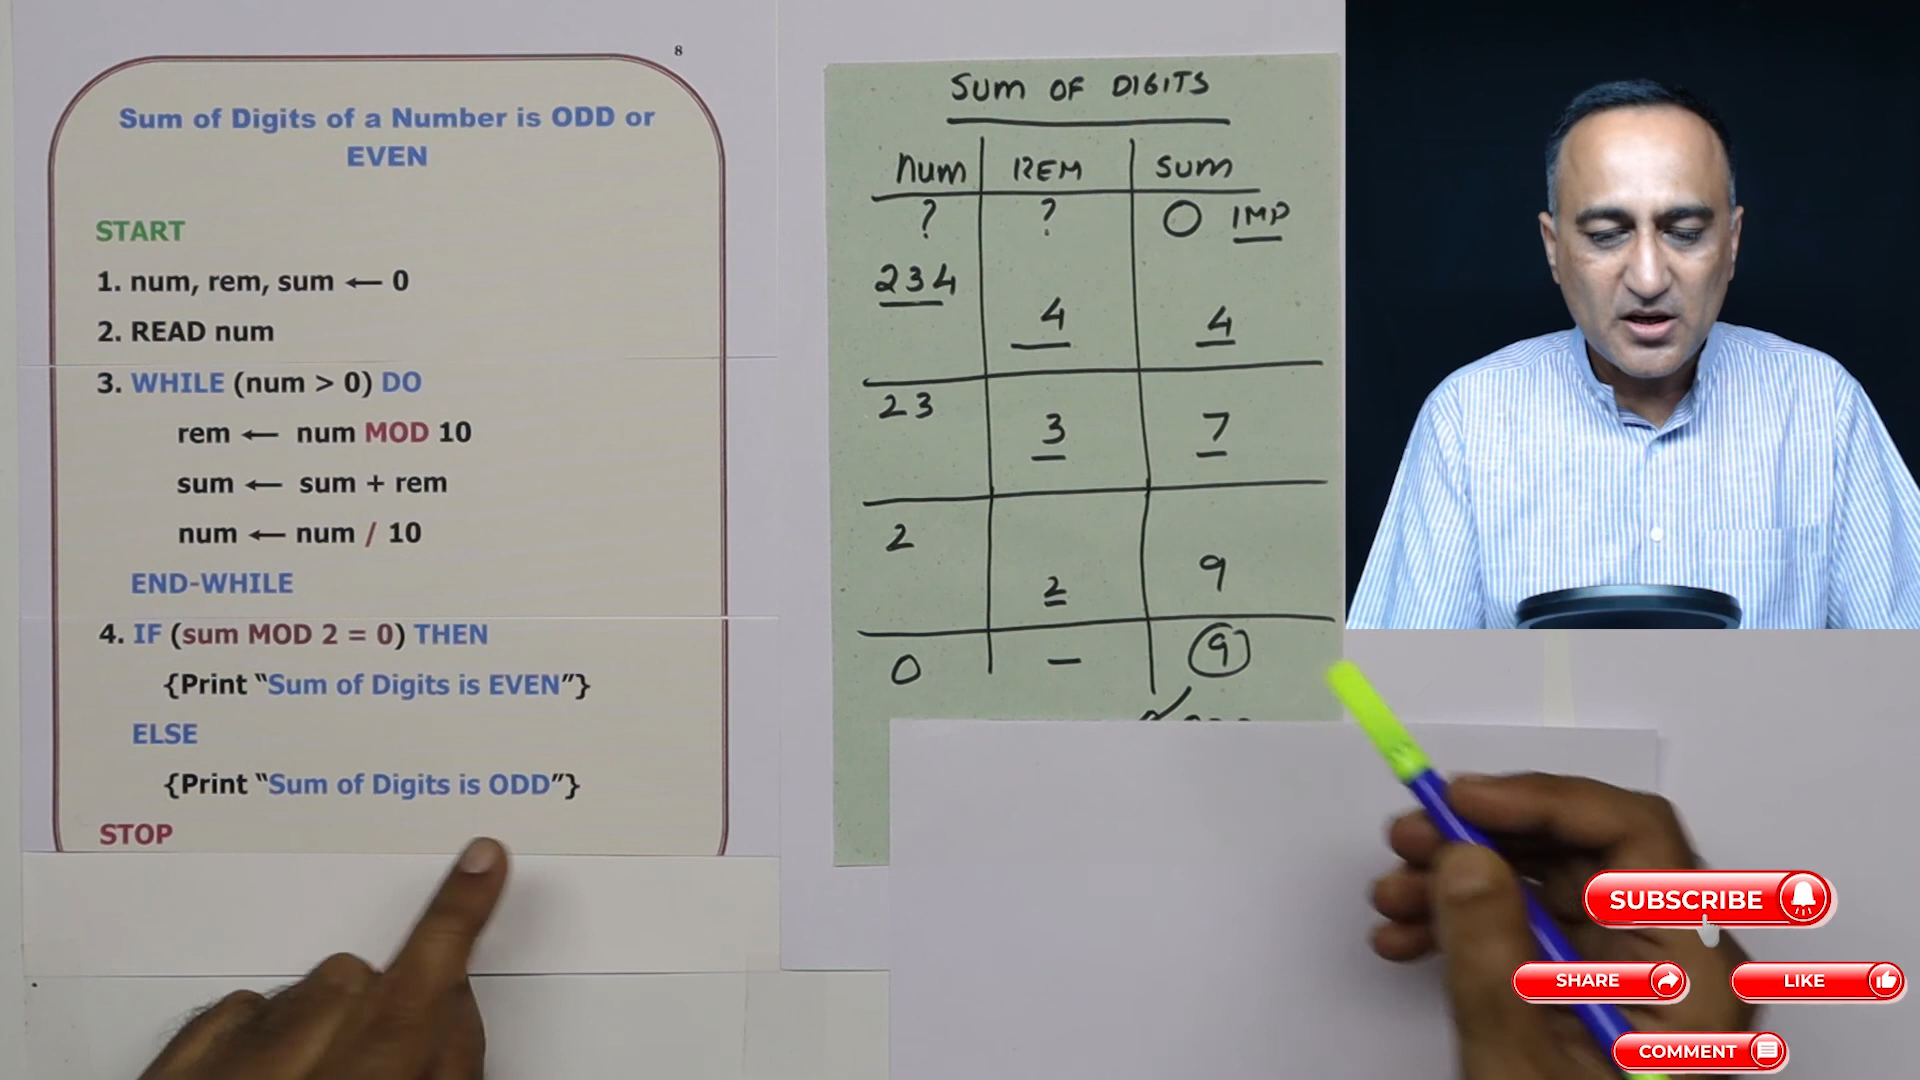 8
Sum of Digits of a Number is ODD or
EVEN
START
1. num, rem, sum ← 0
2. READ num
3. WHILE (num > 0) DO
rem ← num MOD 10
sum ← sum + rem
num ← num / 10
END-WHILE
4. IF (sum MOD 2 = 0) THEN
{Print “Sum of Digits is EVEN”}
ELSE
{Print “Sum of Digits is ODD”}
STOP
SUM OF DIGITS
Num REM SUM
? ? 0 IMP
234
4 4
23
3 7
2
2 9
0 – 9
SUBSCRIBE
SHARE
LIKE
COMMENT